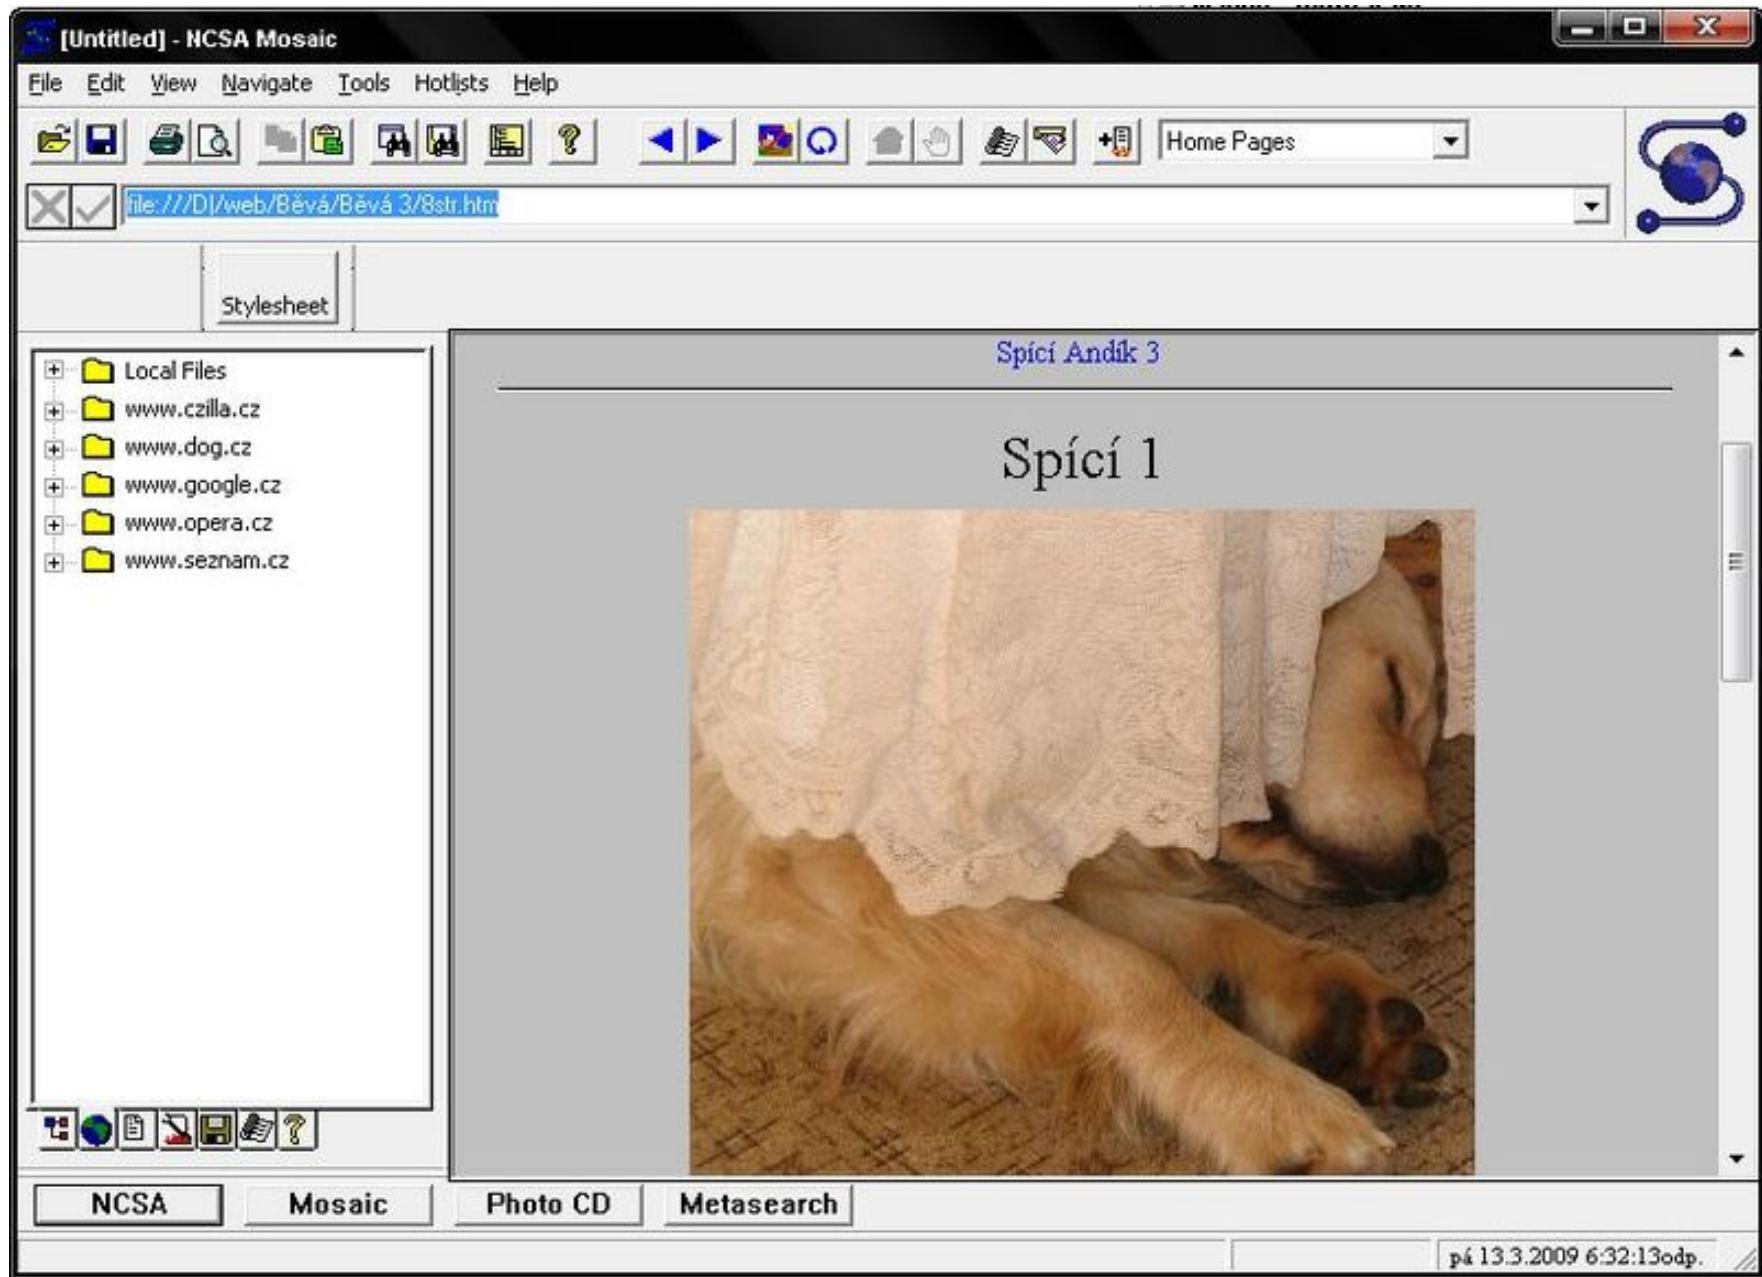 [Untitled] - NCSA Mosaic
File Edit View Navigate Tools Hotlists Help
Home Pages
file:///D|/web/Běvá/Běvá 3/8str.htm
Stylesheet
Local Files
www.czilla.cz
www.dog.cz
www.google.cz
www.opera.cz
www.seznam.cz
Spící Andík 3
Spící 1
NCSA Mosaic Photo CD Metasearch
pá 13.3.2009 6:32:13odp.